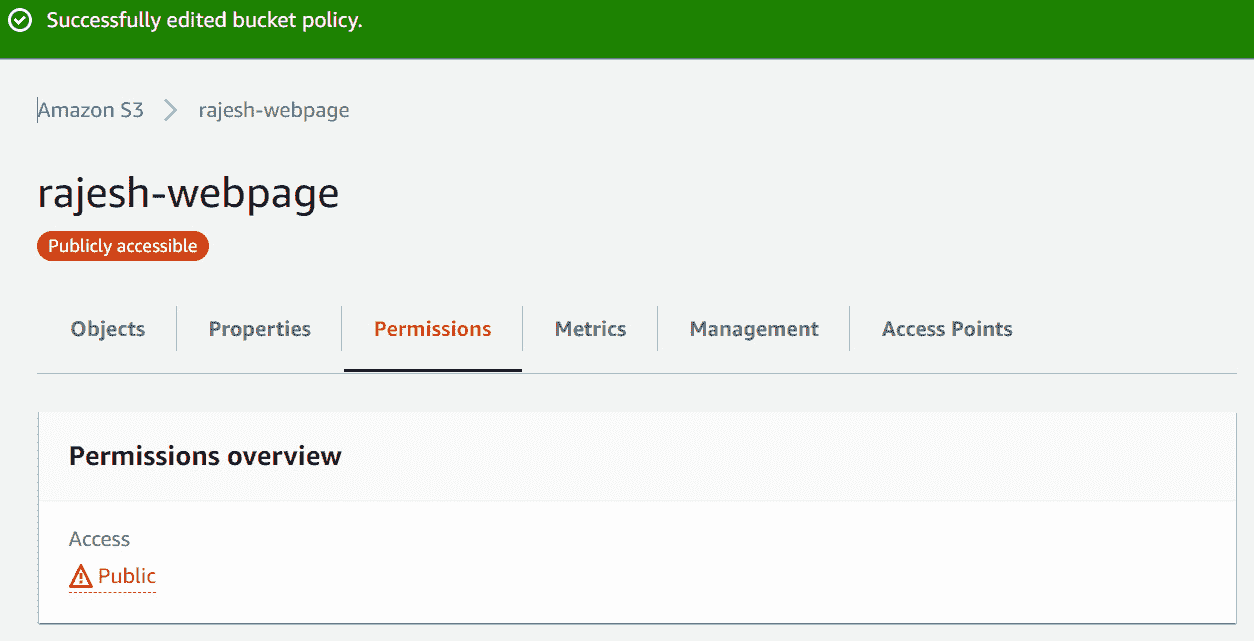 Successfully edited bucket policy.
Amazon S3 rajesh-webpage
rajesh-webpage
Publicly accessible
Objects Properties Permissions Metrics Management Access Points
Permissions overview
Access
Public